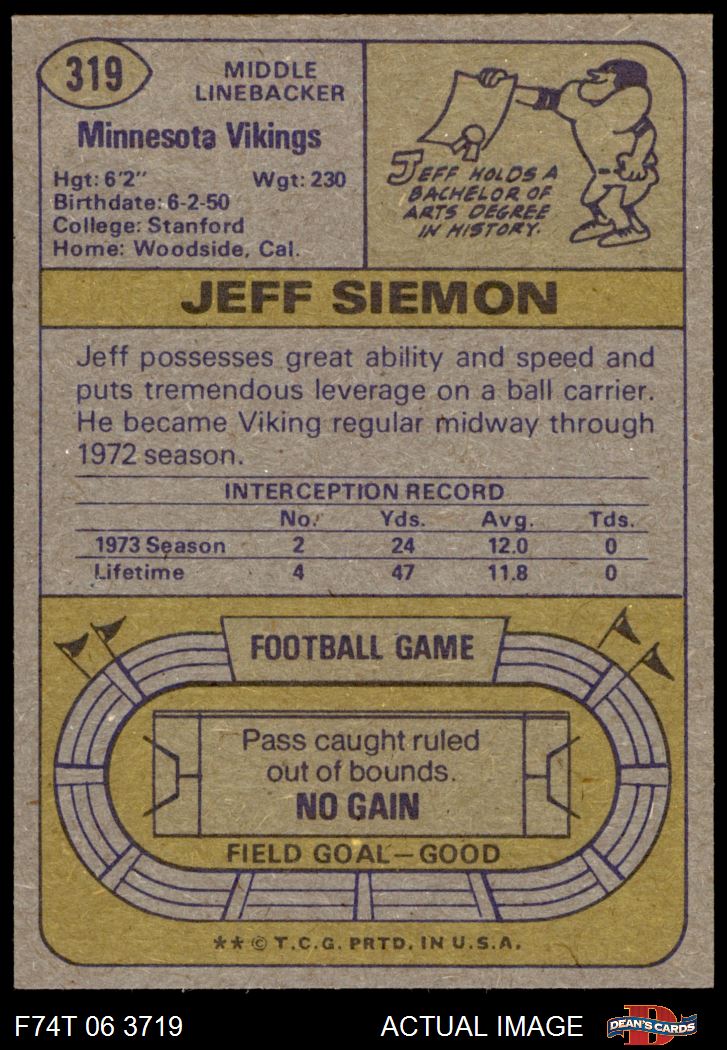 319
MIDDLE
LINEBACKER
Minnesota Vikings
Hgt: 6'2" Wgt: 230
Birthdate: 6-2-50
College: Stanford
Home: Woodside, Cal.
JEFF HOLDS A
BACHELOR OF
ARTS DEGREE
IN HISTORY.
JEFF SIEMON
Jeff possesses great ability and speed and
puts tremendous leverage on a ball carrier.
He became Viking regular midway through
1972 season.
INTERCEPTION RECORD
No. Yds. Avg. Tds.
1973 Season 2 24 12.0 0
Lifetime 4 47 11.8 0
FOOTBALL GAME
Pass caught ruled
out of bounds.
NO GAIN
FIELD GOAL—GOOD
** © T.C.G. PRTD. IN U.S.A.
F74T 06 3719 ACTUAL IMAGE D DEAN'S CARDS